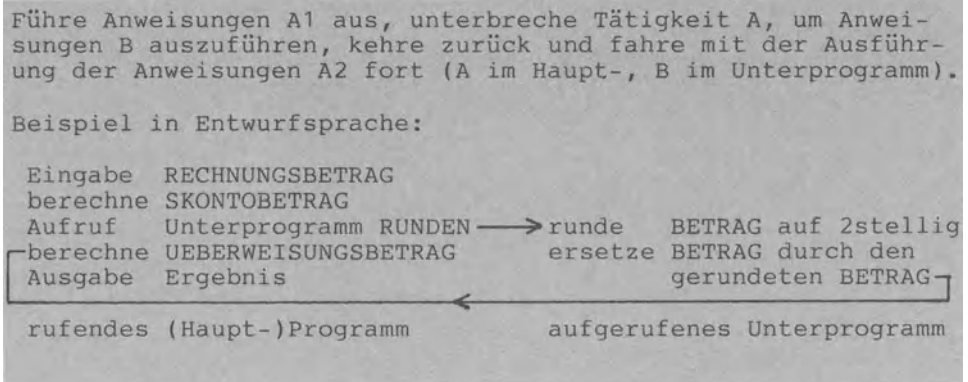 Führe Anweisungen A1 aus, unterbreche Tätigkeit A, um Anwei-
sungen B auszuführen, kehre zurück und fahre mit der Ausführ-
ung der Anweisungen A2 fort (A im Haupt-, B im Unterprogramm).
Beispiel in Entwurfsprache:
Eingabe RECHNUNGSBETRAG
berechne SKONTOBETRAG
Aufruf Unterprogramm RUNDEN runde BETRAG auf 2stellig
berechne UEBERWEISUNGSBETRAG ersetze BETRAG durch den
Ausgabe Ergebnis gerundeten BETRAG
rufendes (Haupt-)Programm aufgerufenes Unterprogramm